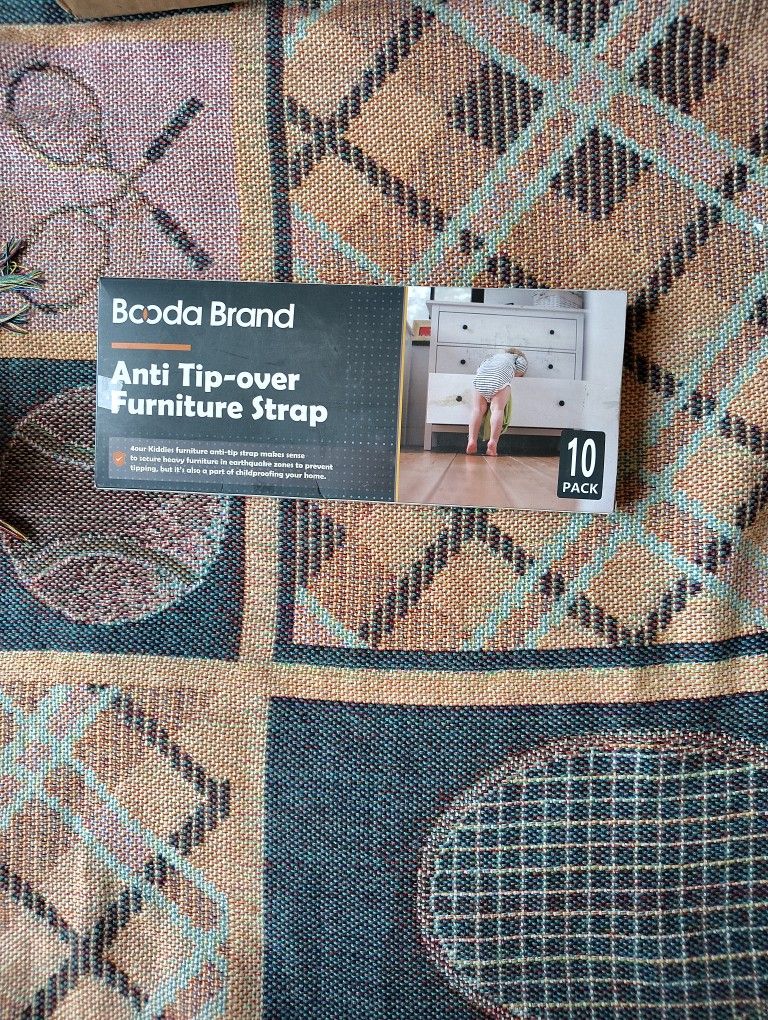 Booda Brand
Anti Tip-over
Furniture Strap
4our Kiddies furniture anti-tip strap makes sense
to secure heavy furniture in earthquake zones to prevent
tipping, but it's also a part of childproofing your home.
10
PACK